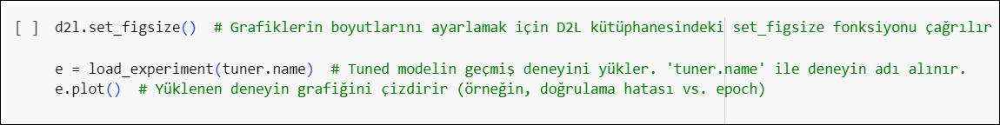 [ ] d2l.set_figsize()  # Grafiklerin boyutlarını ayarlamak için D2L kütüphanesindeki set_figsize fonksiyonu çağrılır
e = load_experiment(tuner.name)  # Tuned modelin geçmiş deneyini yükler. 'tuner.name' ile deneyin adı alınır.
e.plot()  # Yüklenen deneyin grafiğini çizdirir (örneğin, doğrulama hatası vs. epoch)